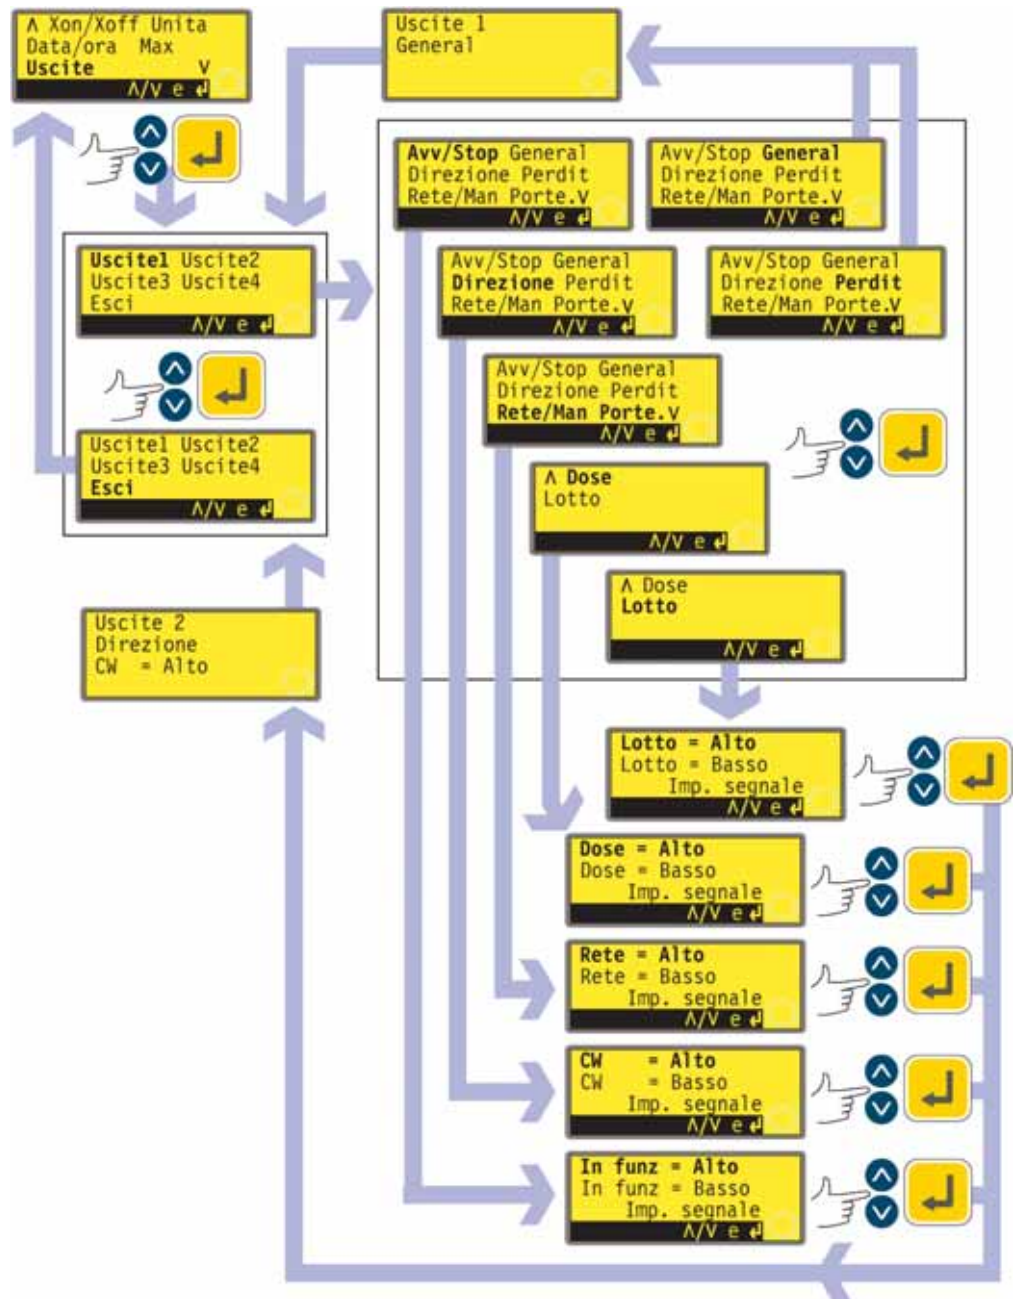 Λ Xon/Xoff Unita
Data/ora Max
Uscite V
Λ/V e ↲
Uscite 1
General
Avv/Stop General
Direzione Perdit
Rete/Man Porte.V
Λ/V e ↲
Avv/Stop General
Direzione Perdit
Rete/Man Porte.V
Λ/V e ↲
Uscite1 Uscite2
Uscite3 Uscite4
Esci
Λ/V e ↲
Avv/Stop General
Direzione Perdit
Rete/Man Porte.V
Λ/V e ↲
Avv/Stop General
Direzione Perdit
Rete/Man Porte.V
Λ/V e ↲
Avv/Stop General
Direzione Perdit
Rete/Man Porte.V
Λ/V e ↲
Uscite1 Uscite2
Uscite3 Uscite4
Esci
Λ/V e ↲
Λ Dose
Lotto
Λ/V e ↲
Λ Dose
Lotto
Λ/V e ↲
Uscite 2
Direzione
CW = Alto
Lotto = Alto
Lotto = Basso
Imp. segnale
Λ/V e ↲
Dose = Alto
Dose = Basso
Imp. segnale
Λ/V e ↲
Rete = Alto
Rete = Basso
Imp. segnale
Λ/V e ↲
CW = Alto
CW = Basso
Imp. segnale
Λ/V e ↲
In funz = Alto
In funz = Basso
Imp. segnale
Λ/V e ↲